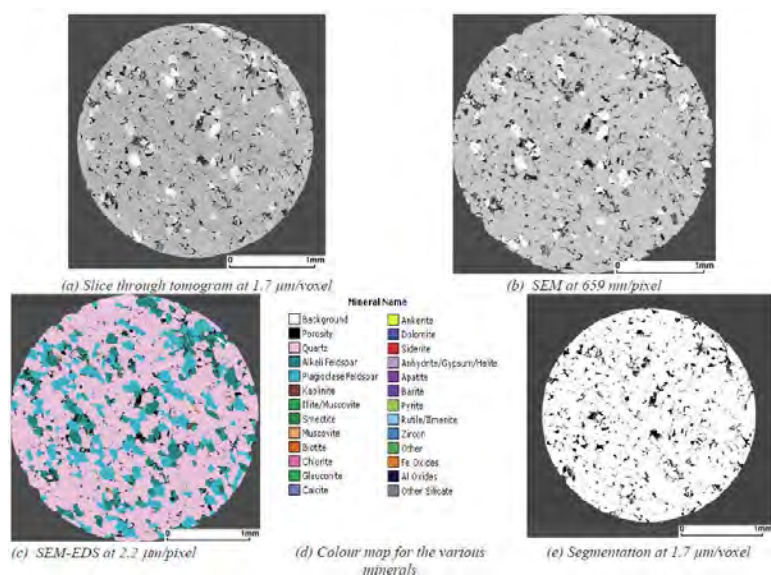 0 1mm
0 1mm
(a) Slice through tomogram at 1.7 µm/voxel
(b) SEM at 659 nm/pixel
Mineral Name
Background
Porosity
Quartz
Alkali Feldspar
Plagioclase Feldspar
Kaolinite
Illite/Muscovite
Smectite
Muscovite
Biotite
Chlorite
Glauconite
Calcite
Ankerite
Dolomite
Siderite
Anhydrite/Gypsum/Halite
Apatite
Barite
Pyrite
Rutile/Ilmenite
Zircon
Other
Fe Oxides
Al Oxides
Other Silicate
0 1mm
0 1mm
(c) SEM-EDS at 2.2 µm/pixel
(d) Colour map for the various
minerals
(e) Segmentation at 1.7 µm/voxel